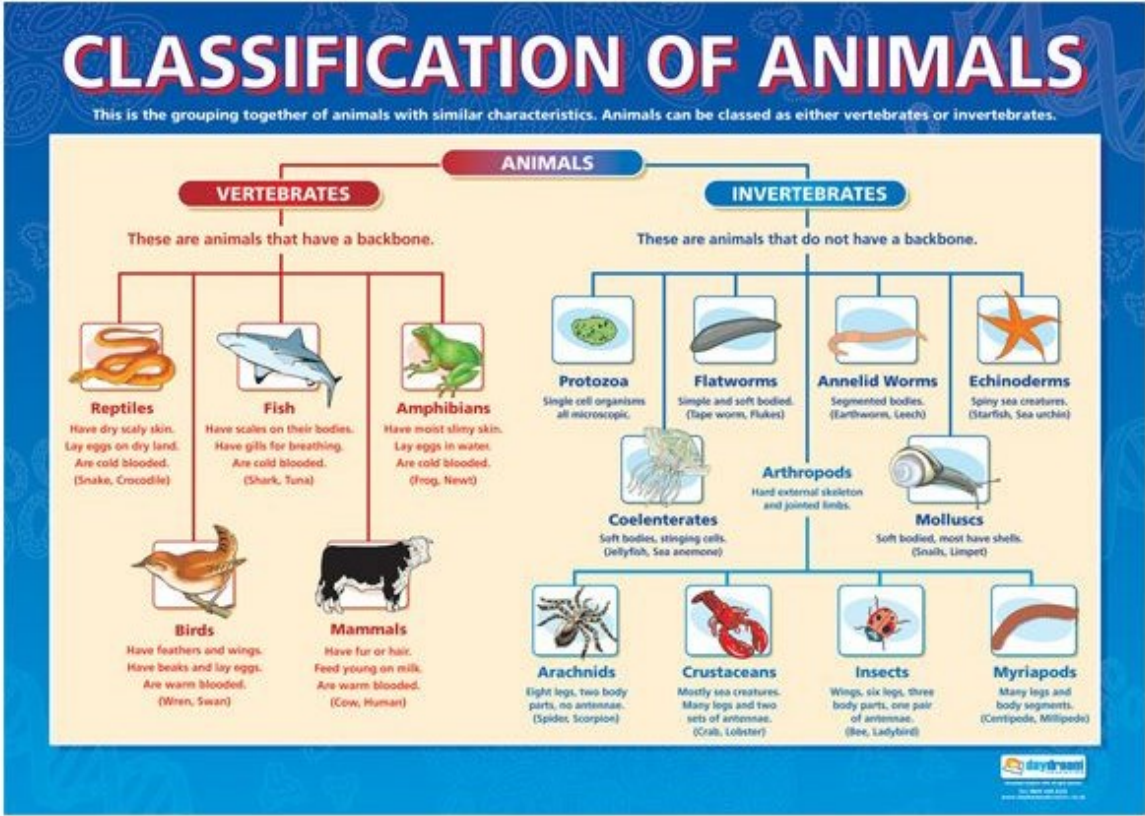 CLASSIFICATION OF ANIMALS
This is the grouping together of animals with similar characteristics. Animals can be classed as either vertebrates or invertebrates.
ANIMALS
VERTEBRATES
These are animals that have a backbone.
Reptiles
Have dry scaly skin.
Lay eggs on dry land.
Are cold blooded.
(Snake, Crocodile)
Fish
Have scales on their bodies.
Have gills for breathing.
Are cold blooded.
(Shark, Tuna)
Amphibians
Have moist slimy skin.
Lay eggs in water.
Are cold blooded.
(Frog, Newt)
Birds
Have feathers and wings.
Have beaks and lay eggs.
Are warm blooded.
(Wren, Swan)
Mammals
Have fur or hair.
Feed young on milk.
Are warm blooded.
(Cow, Human)
INVERTEBRATES
These are animals that do not have a backbone.
Protozoa
Single cell organisms
all microscopic.
Flatworms
Simple and soft bodied.
(Tape worm, Flukes)
Annelid Worms
Segmented bodies.
(Earthworm, Leech)
Echinoderms
Spiny sea creatures.
(Starfish, Sea urchin)
Coelenterates
Soft bodies, stinging cells.
(Jellyfish, Sea anemone)
Arthropods
Hard external skeleton
and jointed limbs.
Molluscs
Soft bodied, most have shells.
(Snails, Limpet)
Arachnids
Eight legs, two body
parts, no antennae.
(Spider, Scorpion)
Crustaceans
Mostly sea creatures.
Many legs and two
sets of antennae.
(Crab, Lobster)
Insects
Wings, six legs, three
body parts, one pair
of antennae.
(Bee, Ladybird)
Myriapods
Many legs and
body segments.
(Centipede, Millipede)
daydream